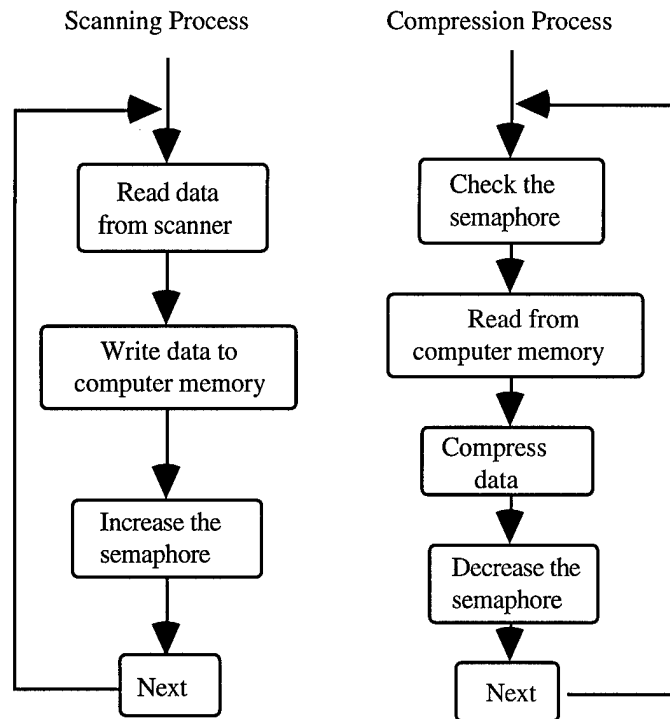 Scanning Process
Read data
from scanner
Write data to
computer memory
Increase the
semaphore
Next
Compression Process
Check the
semaphore
Read from
computer memory
Compress
data
Decrease the
semaphore
Next